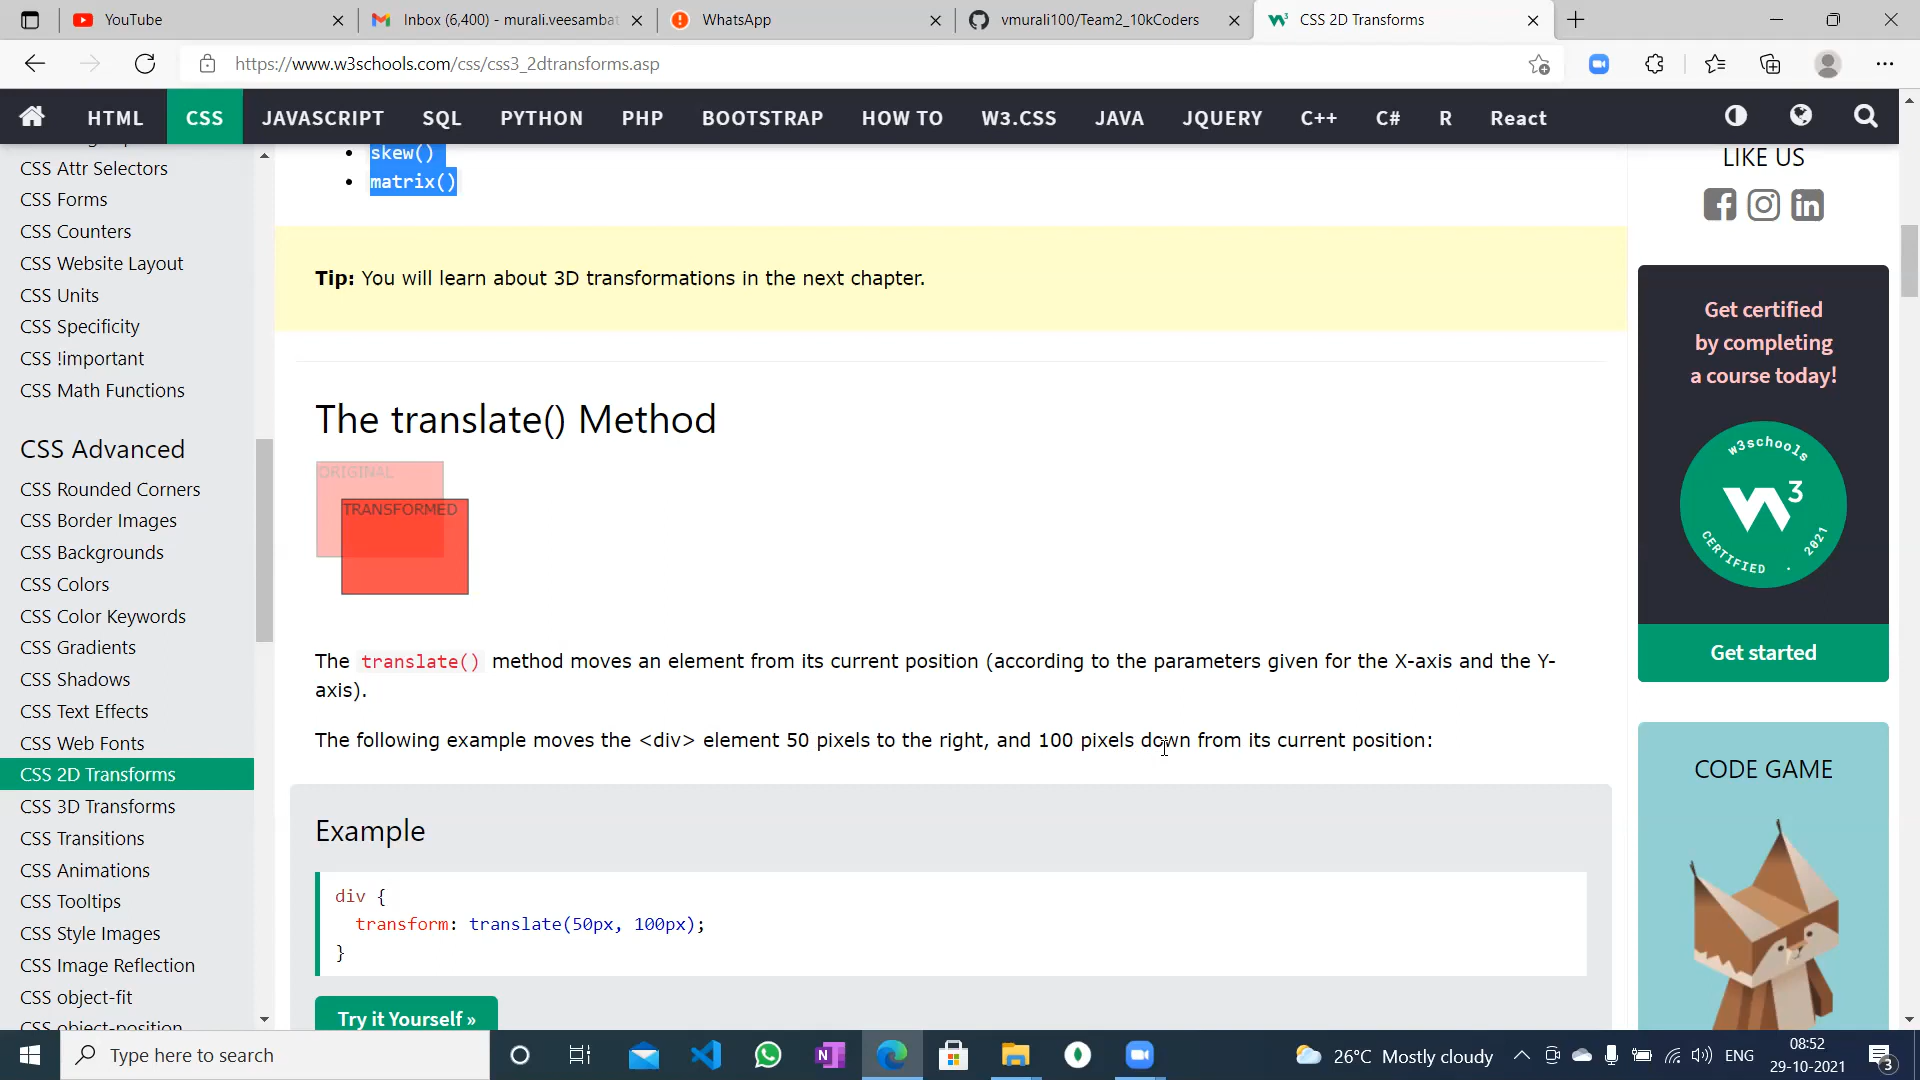 YouTube
Inbox (6,400) - murali.veesambat
WhatsApp
vmurali100/Team2_10kCoders
CSS 2D Transforms
https://www.w3schools.com/css/css3_2dtransforms.asp
HTML
CSS
JAVASCRIPT
SQL
PYTHON
PHP
BOOTSTRAP
HOW TO
W3.CSS
JAVA
JQUERY
C++
C#
R
React
CSS Attr Selectors
CSS Forms
CSS Counters
CSS Website Layout
CSS Units
CSS Specificity
CSS !important
CSS Math Functions
CSS Advanced
CSS Rounded Corners
CSS Border Images
CSS Backgrounds
CSS Colors
CSS Color Keywords
CSS Gradients
CSS Shadows
CSS Text Effects
CSS Web Fonts
CSS 2D Transforms
CSS 3D Transforms
CSS Transitions
CSS Animations
CSS Tooltips
CSS Style Images
CSS Image Reflection
CSS object-fit
CSS object-position
skew()
matrix()
Tip: You will learn about 3D transformations in the next chapter.
The translate() Method
ORIGINAL
TRANSFORMED
The translate() method moves an element from its current position (according to the parameters given for the X-axis and the Y-
axis).
The following example moves the <div> element 50 pixels to the right, and 100 pixels down from its current position:
Example
div {
transform: translate(50px, 100px);
}
Try it Yourself »
LIKE US
Get certified
by completing
a course today!
w3schools
3
CERTIFIED . 2021
Get started
CODE GAME
Type here to search
26°C Mostly cloudy
ENG
08:52
29-10-2021
3